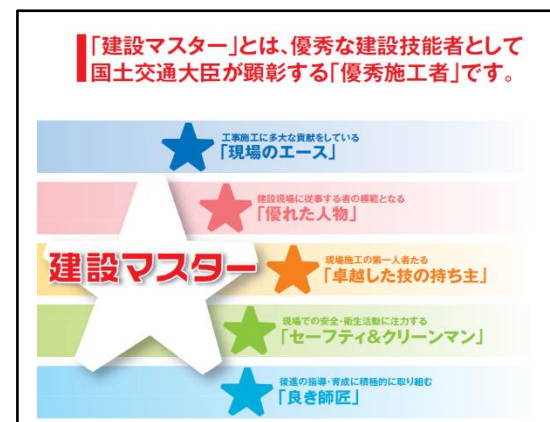 「建設マスター」とは、優秀な建設技能者として
国土交通大臣が顕彰する「優秀施工者」です。
工事施工に多大な貢献をしている
「現場のエース」
建設現場に従事する者の模範となる
「優れた人物」
建設マスター
現場施工の第一人者たる
「卓越した技の持ち主」
現場での安全・衛生活動に注力する
「セーフティ&クリーンマン」
後進の指導・育成に積極的に取り組む
「良き師匠」